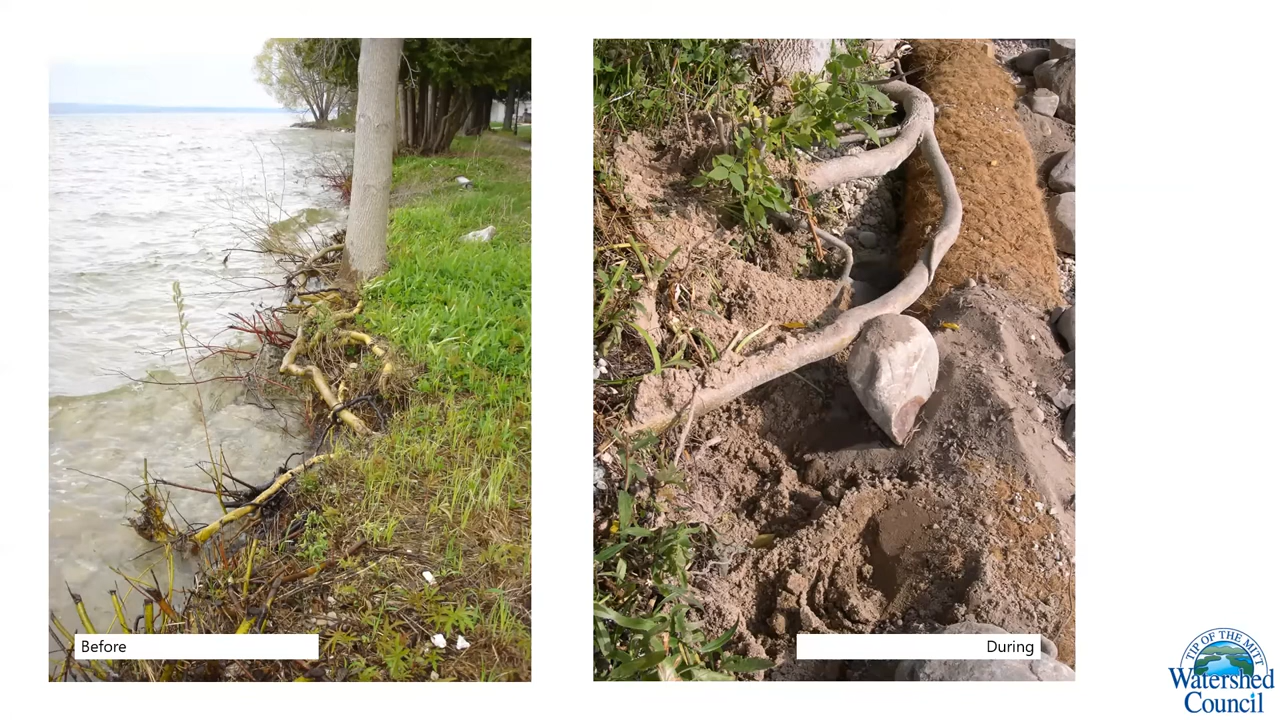 Before
During
TIP OF THE MITT
Watershed
Council